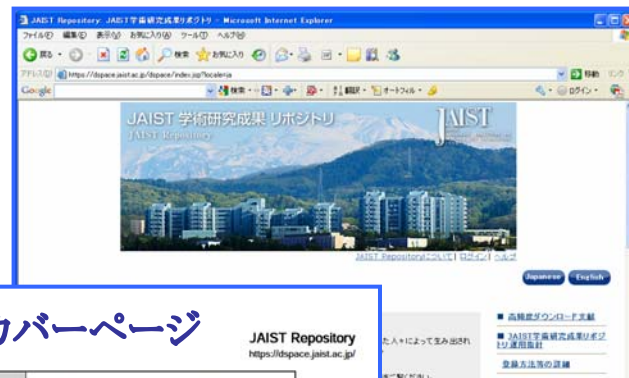 JAIST Repository: JAIST学術研究成果リポジトリ - Microsoft Internet Explorer
ファイル(F) 編集(E) 表示(V) お気に入り(A) ツール(T) ヘルプ(H)
戻る 検索 お気に入り
アドレス(D) https://dspace.jaist.ac.jp/dspace/index.jsp?locale=ja 移動 リンク
Google 検索 翻訳 オートフィル ログイン
JAIST 学術研究成果 リポジトリ
JAIST Repository
JAIST
JAIST Repositoryについて | ログイン | ヘルプ
Japanese English
カバーページ
JAIST Repository
https://dspace.jaist.ac.jp/
た人々によって生み出され
ご覧ください。
■ 高頻度ダウンロード文献
■ JAIST学術研究成果リポジ
トリ運用指針
登録方法等の詳細